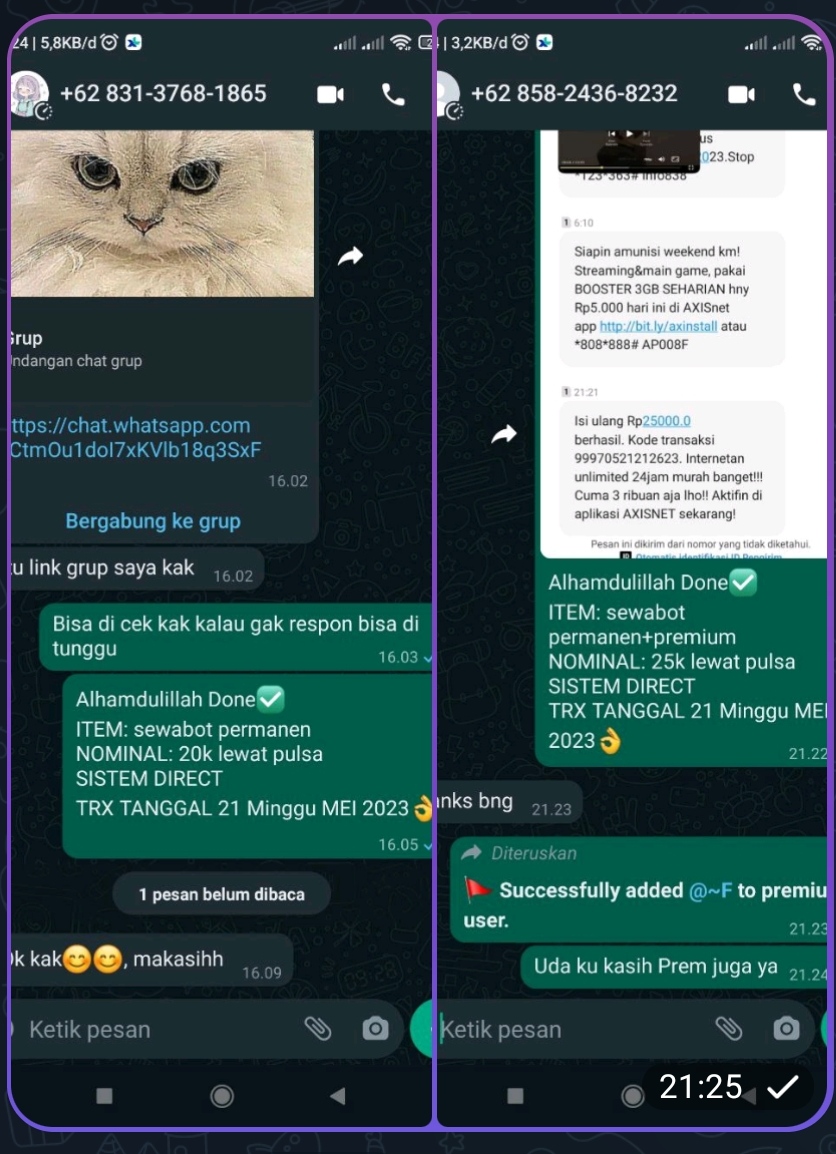 24 | 5,8KB/d
+62 831-3768-1865
Grup
Undangan chat grup
https://chat.whatsapp.com
CtmOu1doI7xKVlb18q3SxF
16.02
Bergabung ke grup
link grup saya kak 16.02
Bisa di cek kak kalau gak respon bisa di
tunggu
16.03
Alhamdulillah Done✅
ITEM: sewabot permanen
NOMINAL: 20k lewat pulsa
SISTEM DIRECT
TRX TANGGAL 21 Minggu MEI 2023👌
16.05
1 pesan belum dibaca
Ok kak😊😊, makasihh 16.09
Ketik pesan
| 3,2KB/d
+62 858-2436-8232
us
2023.Stop
*123*363# Info838
1 6:10
Siapin amunisi weekend km!
Streaming&main game, pakai
BOOSTER 3GB SEHARIAN hny
Rp5.000 hari ini di AXISnet
app http://bit.ly/axinstall atau
*808*888# AP008F
1 21:21
Isi ulang Rp25000.0
berhasil. Kode transaksi
99970521212623. Internetan
unlimited 24jam murah banget!!!
Cuma 3 ribuan aja lho!! Aktifin di
aplikasi AXISNET sekarang!
Pesan ini dikirim dari nomor yang tidak diketahui.
Otomatis identifikasi ID Pengirim
Alhamdulillah Done✅
ITEM: sewabot
permanen+premium
NOMINAL: 25k lewat pulsa
SISTEM DIRECT
TRX TANGGAL 21 Minggu MEI
2023👌
21.22
anks bng 21.23
Diteruskan
🚩 Successfully added @~F to premiu
user.
21.23
Uda ku kasih Prem juga ya 21.24
Ketik pesan
21:25